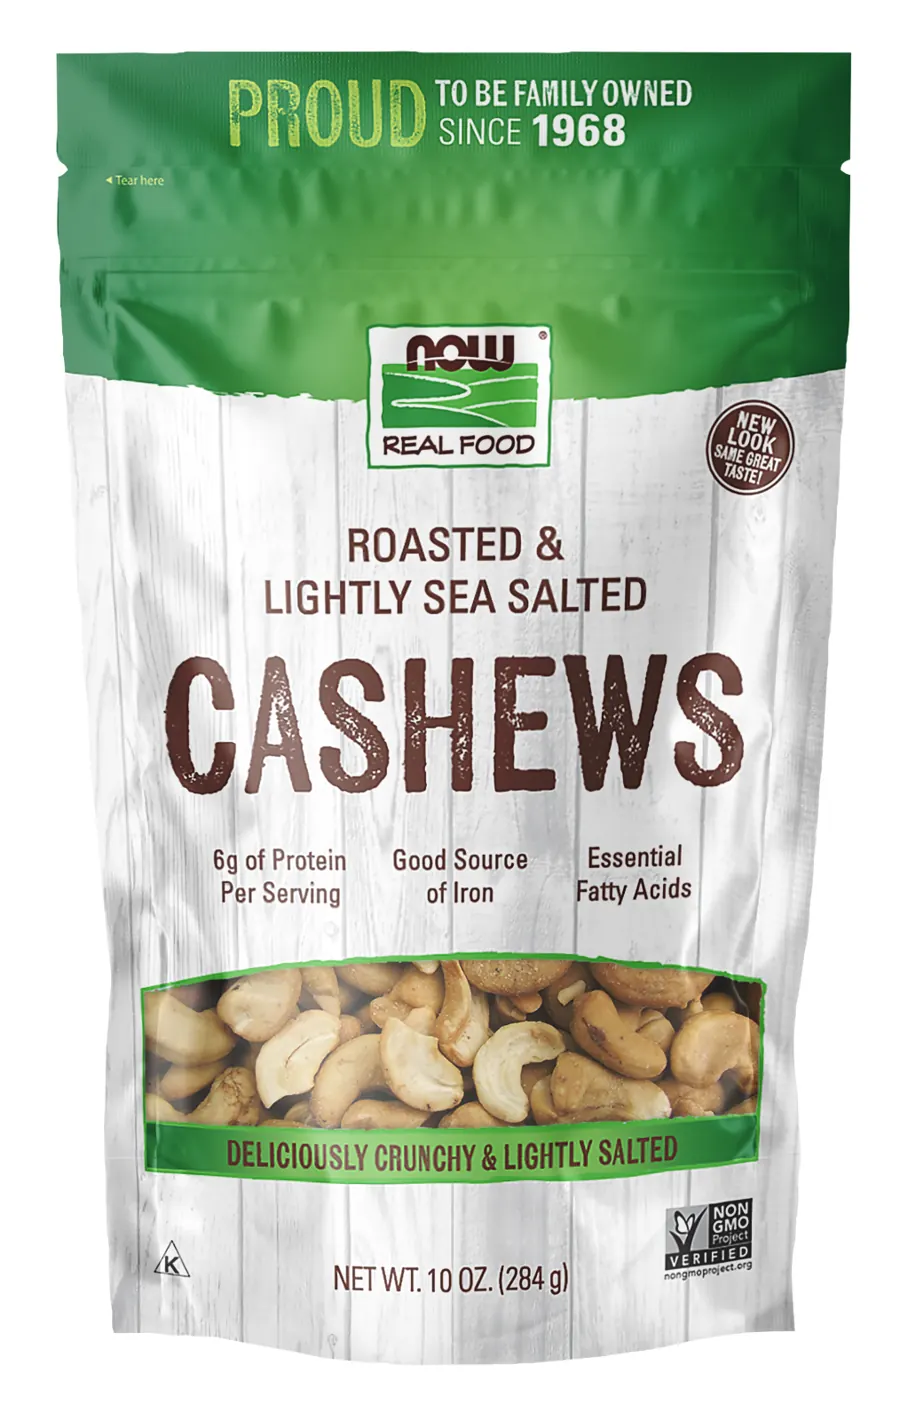 PROUD TO BE FAMILY OWNED
SINCE 1968
Tear here
now®
REAL FOOD
NEW
LOOK
SAME GREAT
TASTE!
ROASTED &
LIGHTLY SEA SALTED
CASHEWS
6g of Protein
Per Serving
Good Source
of Iron
Essential
Fatty Acids
DELICIOUSLY CRUNCHY & LIGHTLY SALTED
K
NET WT. 10 OZ. (284 g)
NON
GMO
Project
VERIFIED
nongmoproject.org